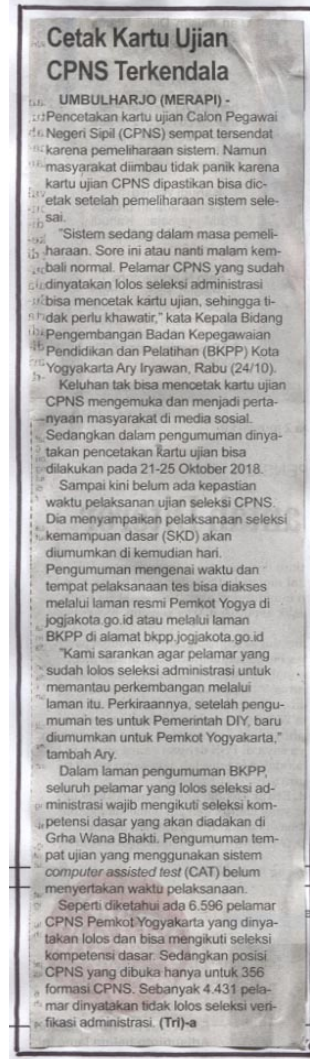 Cetak Kartu Ujian
CPNS Terkendala
UMBULHARJO (MERAPI) -
Pencetakan kartu ujian Calon Pegawai
Negeri Sipil (CPNS) sempat tersendat
karena pemeliharaan sistem. Namun
masyarakat diimbau tidak panik karena
kartu ujian CPNS dipastikan bisa dic-
etak setelah pemeliharaan sistem sele-
sai.
"Sistem sedang dalam masa pemeli-
haraan. Sore ini atau nanti malam kem-
bali normal. Pelamar CPNS yang sudah
dinyatakan lolos seleksi administrasi
bisa mencetak kartu ujian, sehingga ti-
dak perlu khawatir," kata Kepala Bidang
Pengembangan Badan Kepegawaian
Pendidikan dan Pelatihan (BKPP) Kota
Yogyakarta Ary Iryawan, Rabu (24/10).
Keluhan tak bisa mencetak kartu ujian
CPNS mengemuka dan menjadi perta-
nyaan masyarakat di media sosial.
Sedangkan dalam pengumuman dinya-
takan pencetakan kartu ujian bisa
dilakukan pada 21-25 Oktober 2018.
Sampai kini belum ada kepastian
waktu pelaksanan ujian seleksi CPNS.
Dia menyampaikan pelaksanaan seleksi
kemampuan dasar (SKD) akan
diumumkan di kemudian hari.
Pengumuman mengenai waktu dan
tempat pelaksanaan tes bisa diakses
melalui laman resmi Pemkot Yogya di
jogjakota.go.id atau melalui laman
BKPP di alamat bkpp.jogjakota.go.id
"Kami sarankan agar pelamar yang
sudah lolos seleksi administrasi untuk
memantau perkembangan melalui
laman itu. Perkiraannya, setelah pengu-
muman tes untuk Pemerintah DIY, baru
diumumkan untuk Pemkot Yogyakarta,"
tambah Ary.
Dalam laman pengumuman BKPP,
seluruh pelamar yang lolos seleksi ad-
ministrasi wajib mengikuti seleksi kom-
petensi dasar yang akan diadakan di
Grha Wana Bhakti. Pengumuman tem-
pat ujian yang menggunakan sistem
computer assisted test (CAT) belum
menyertakan waktu pelaksanaan.
Seperti diketahui ada 6.596 pelamar
CPNS Pemkot Yogyakarta yang dinya-
takan lolos dan bisa mengikuti seleksi
kompetensi dasar. Sedangkan posisi
CPNS yang dibuka hanya untuk 356
formasi CPNS. Sebanyak 4.431 pela-
mar dinyatakan tidak lolos seleksi veri-
fikasi administrasi. (Tri)-a